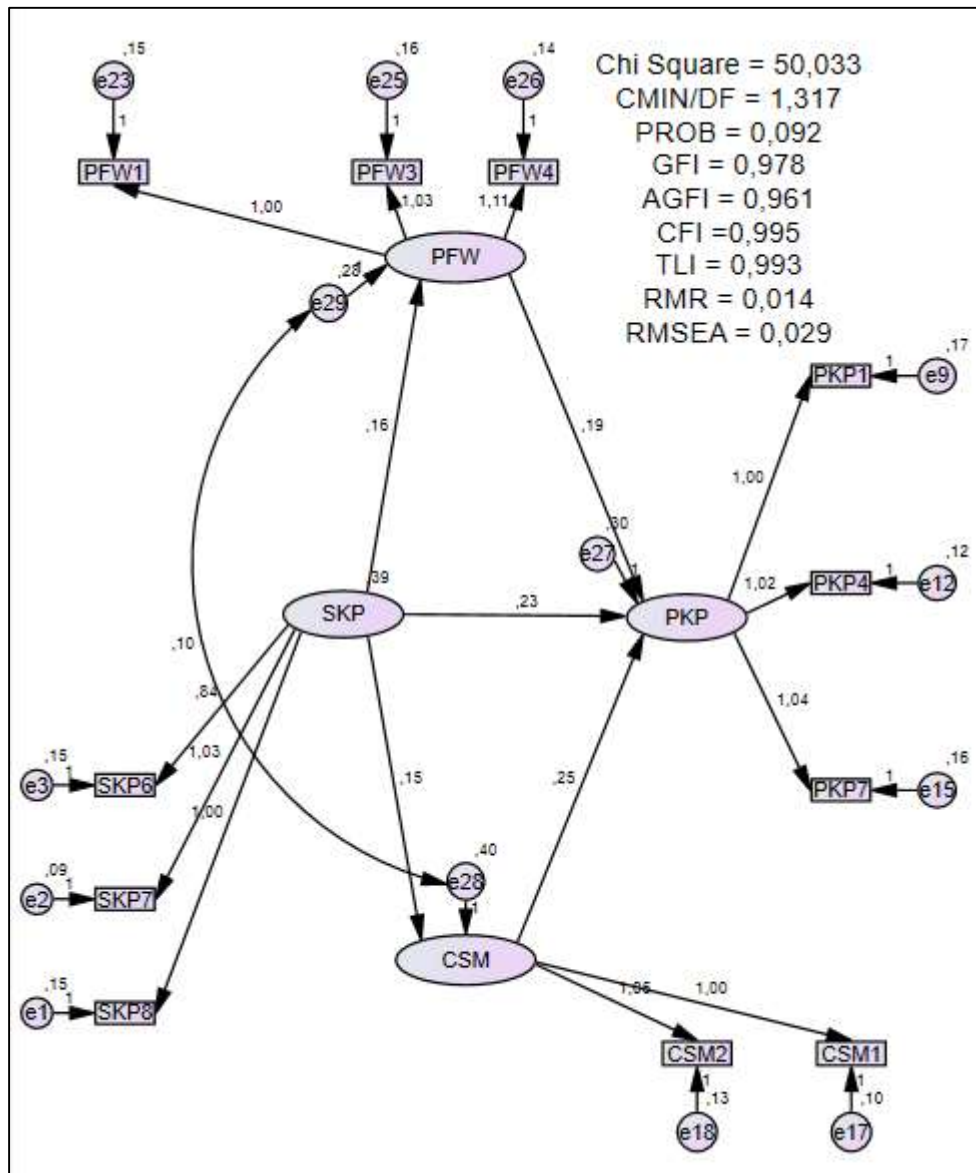 ,15
e23
1
PFW1
,16
e25
1
PFW3
,14
e26
1
PFW4
Chi Square = 50,033
CMIN/DF = 1,317
PROB = 0,092
GFI = 0,978
AGFI = 0,961
CFI =0,995
TLI = 0,993
RMR = 0,014
RMSEA = 0,029
1,00
1,03
1,11
PFW
,28
1
e29
PKP1
1
,17
e9
,16
,19
1,00
,30
e27
1
39
SKP
,23
PKP
1,02
PKP4
1
,12
e12
,10
,84
1,03
1,00
,15
,25
1,04
PKP7
1
,16
e15
,15
e3
1
SKP6
,09
e2
1
SKP7
,15
e1
1
SKP8
,40
e28
1
CSM
1,00
CSM2
CSM1
1
,13
1
,10
e18
e17